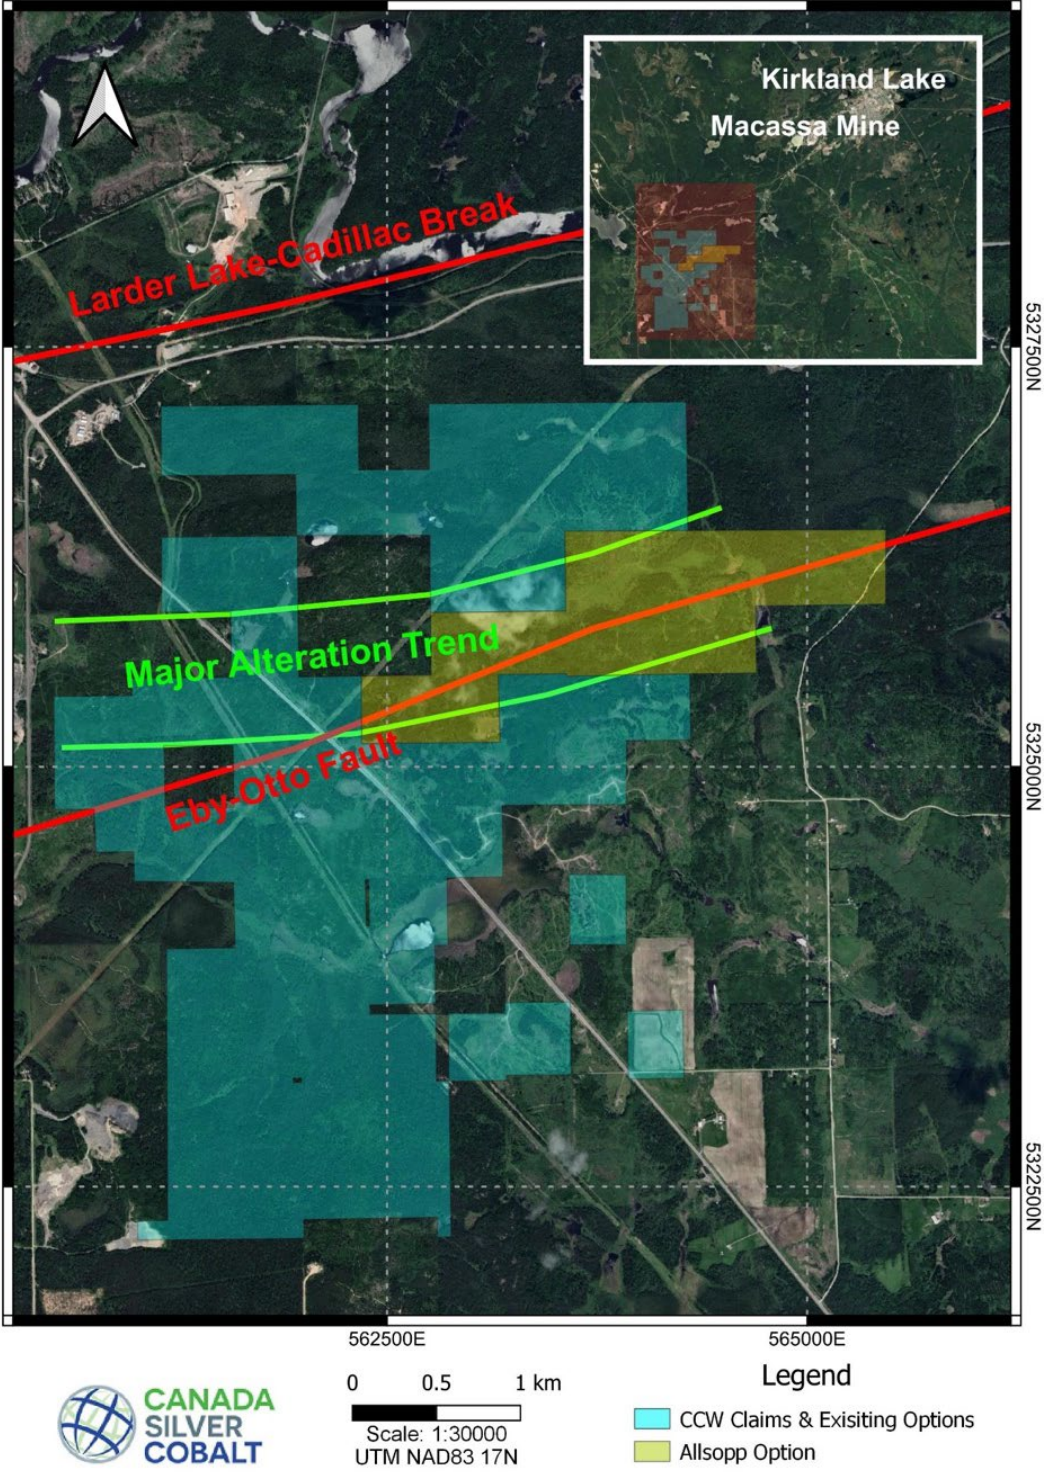 Kirkland Lake
Macassa Mine
Larder Lake-Cadillac Break
5327500N
Major Alteration Trend
Eby-Otto Fault
5325000N
5322500N
562500E
565000E
CANADA
SILVER
COBALT
0 0.5 1 km
Scale: 1:30000
UTM NAD83 17N
Legend
CCW Claims & Exisiting Options
Allsopp Option